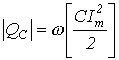 |Q_C| = ω[CI_m^2/2]